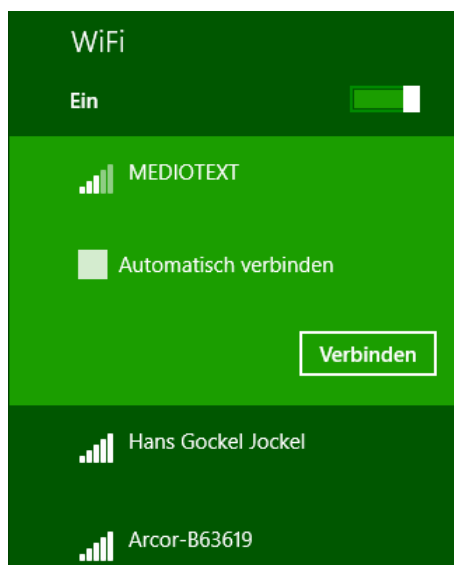 WiFi
Ein
MEDIOTEXT
Automatisch verbinden
Verbinden
Hans Gockel Jockel
Arcor-B63619